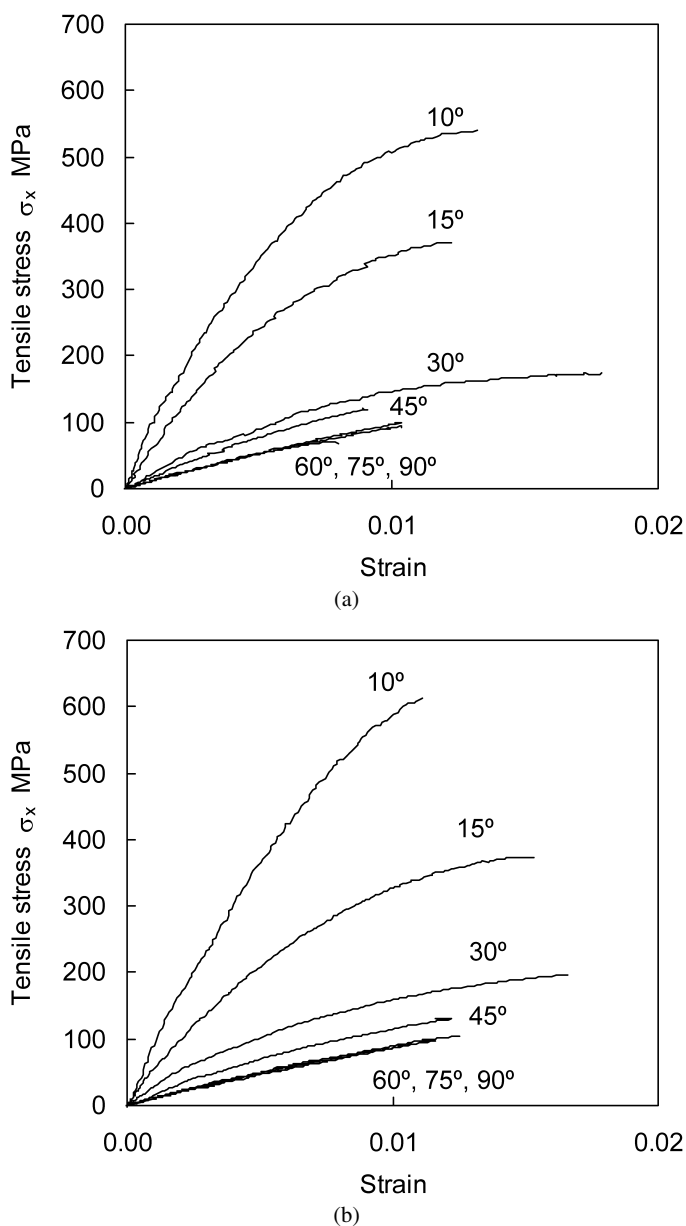 700
600
10º
500
15º
400
300
30º
200
45º
100
60º, 75º, 90º
0
0.00
0.01
0.02
Tensile stress σx MPa
Strain
(a)
700
10º
600
500
15º
400
300
30º
200
45º
100
60º, 75º, 90º
0
0.00
0.01
0.02
Tensile stress σx MPa
Strain
(b)